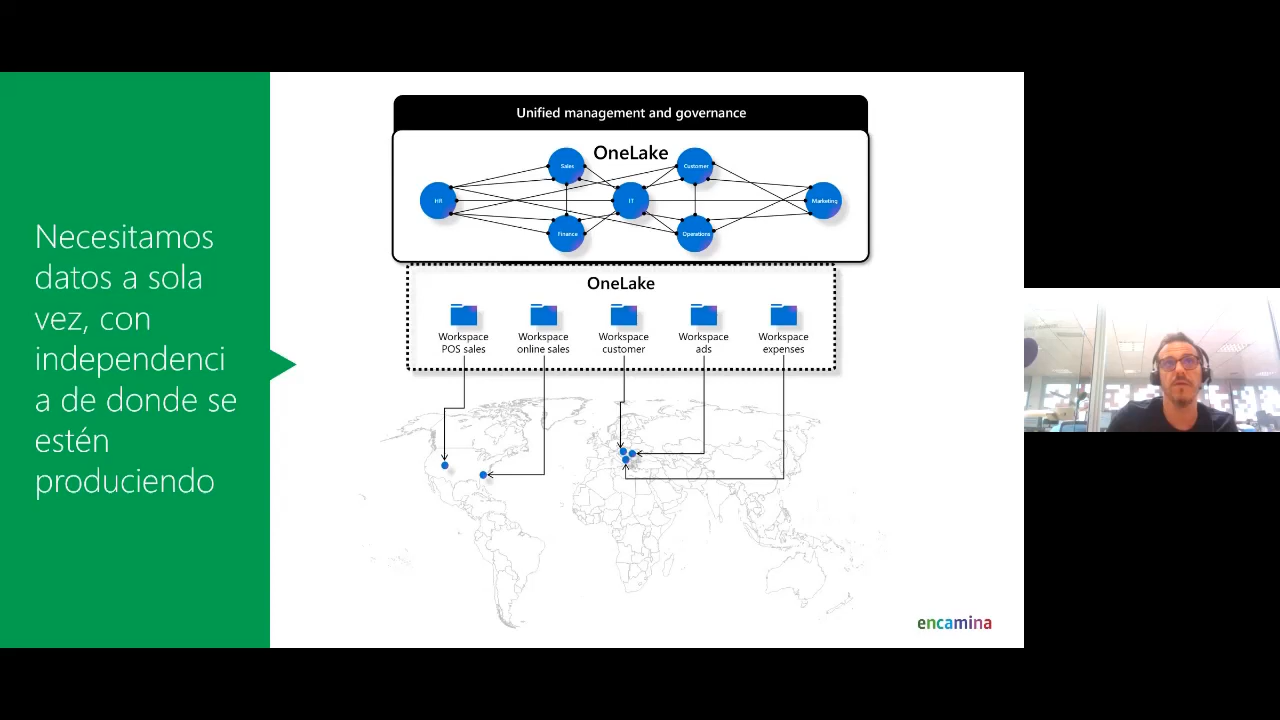 Necesitamos
datos a sola
vez, con
independenci
a de donde se
estén
produciendo
Unified management and governance
OneLake
Sales
Customer
HR
IT
Marketing
Finance
Operations
OneLake
Workspace
POS sales
Workspace
online sales
Workspace
customer
Workspace
ads
Workspace
expenses
encamina